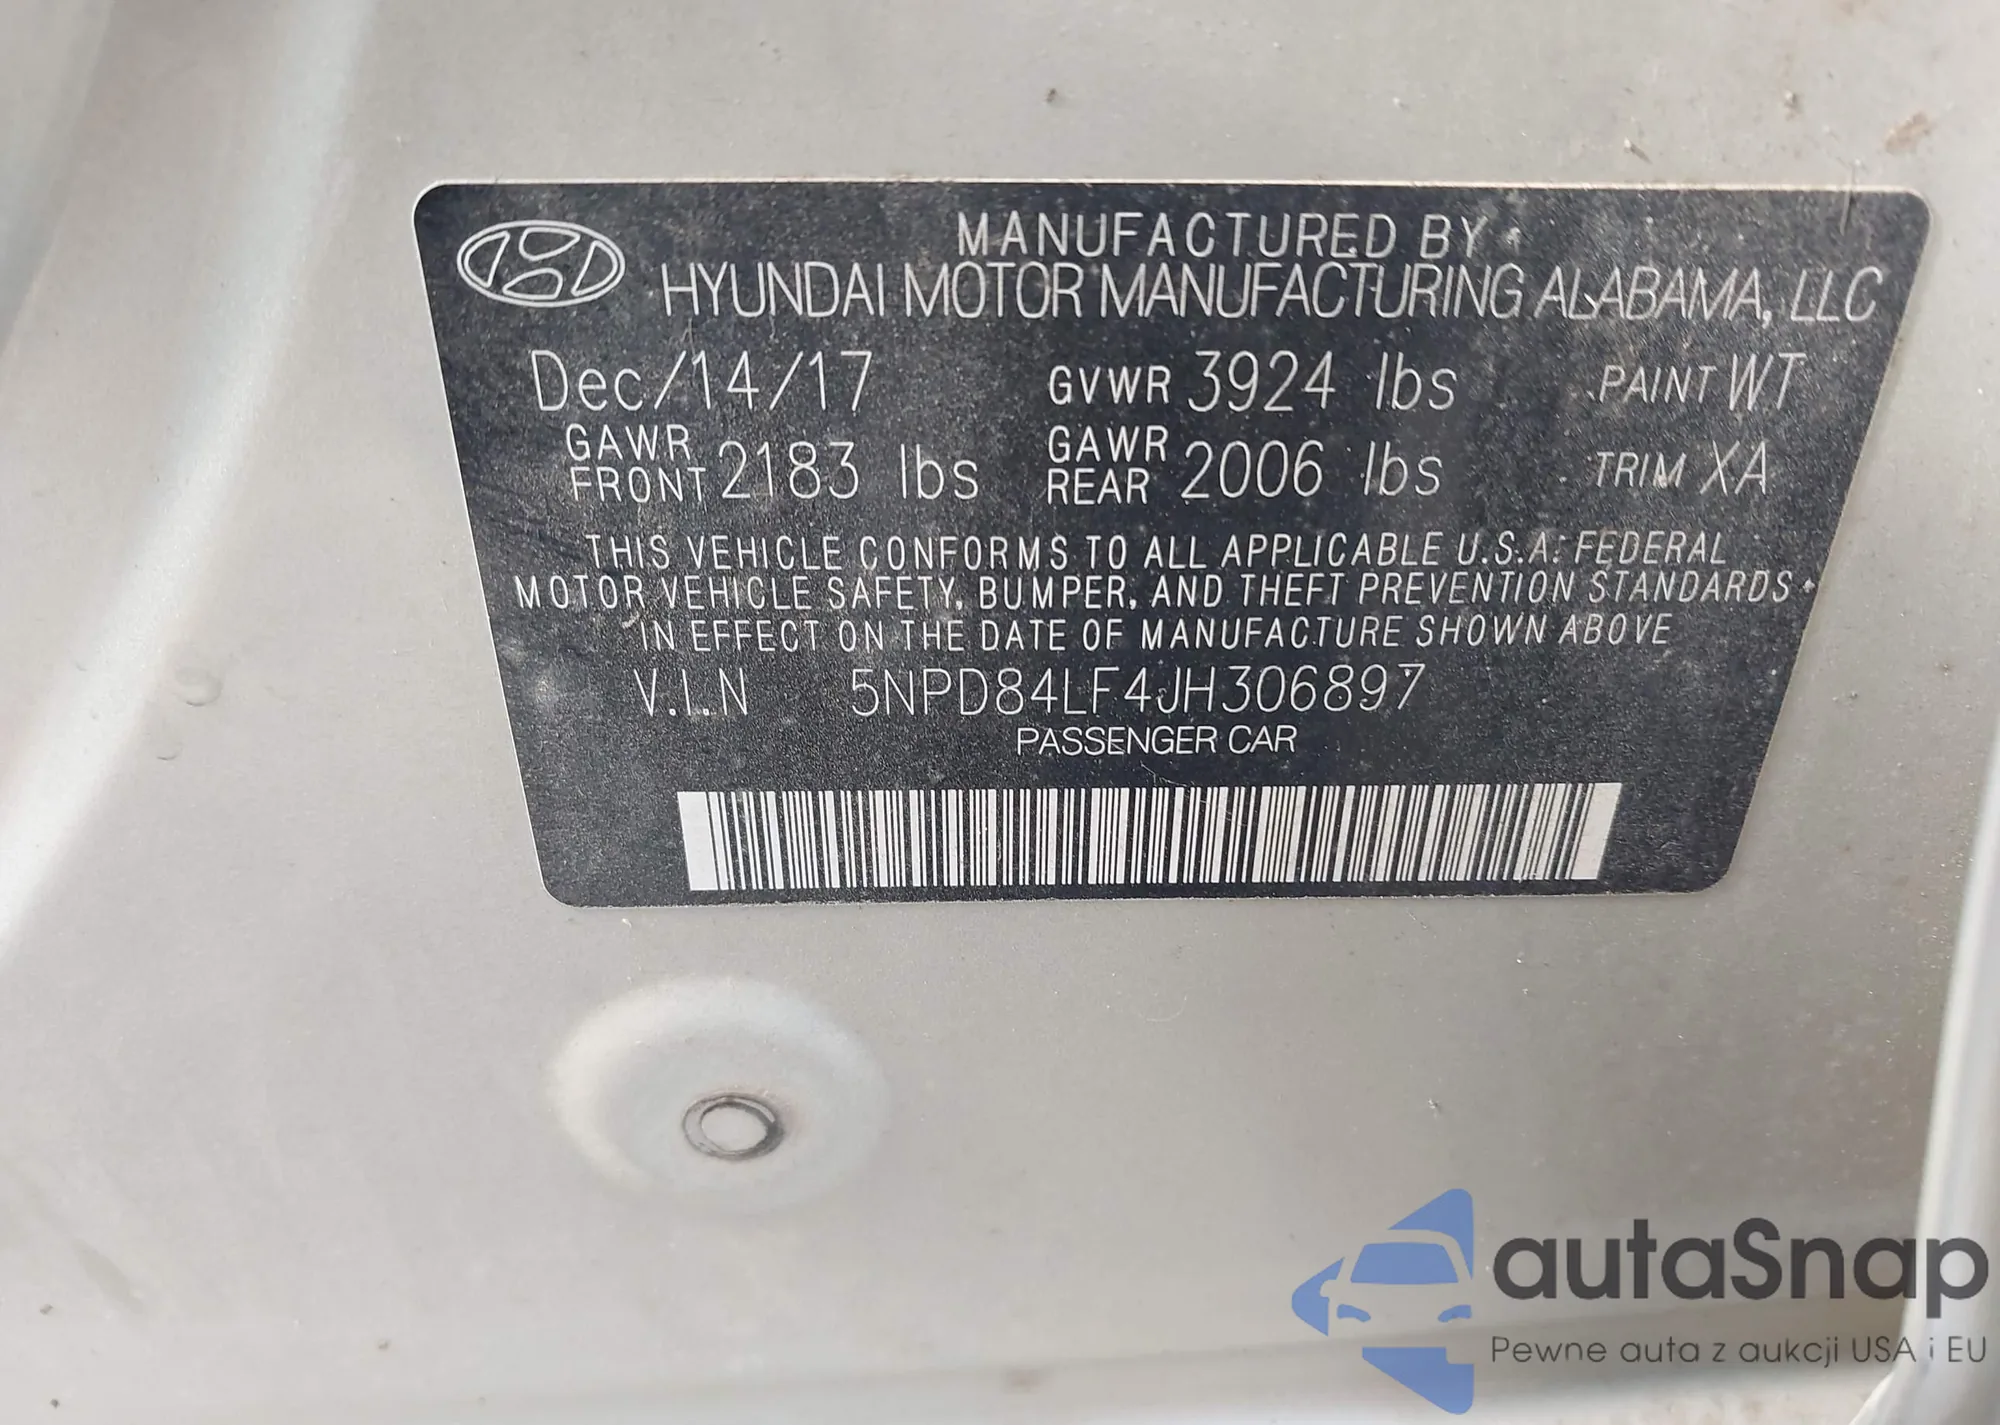 MANUFACTURED BY
HYUNDAI MOTOR MANUFACTURING ALABAMA, LLC
Dec/14/17 GVWR 3924 lbs PAINT WT
GAWR FRONT 2183 lbs GAWR REAR 2006 lbs TRIM XA
THIS VEHICLE CONFORMS TO ALL APPLICABLE U.S.A. FEDERAL
MOTOR VEHICLE SAFETY, BUMPER, AND THEFT PREVENTION STANDARDS
IN EFFECT ON THE DATE OF MANUFACTURE SHOWN ABOVE
V.I.N 5NPD84LF4JH306897
PASSENGER CAR
autaSnap
Pewne auta z aukcji USA i EU